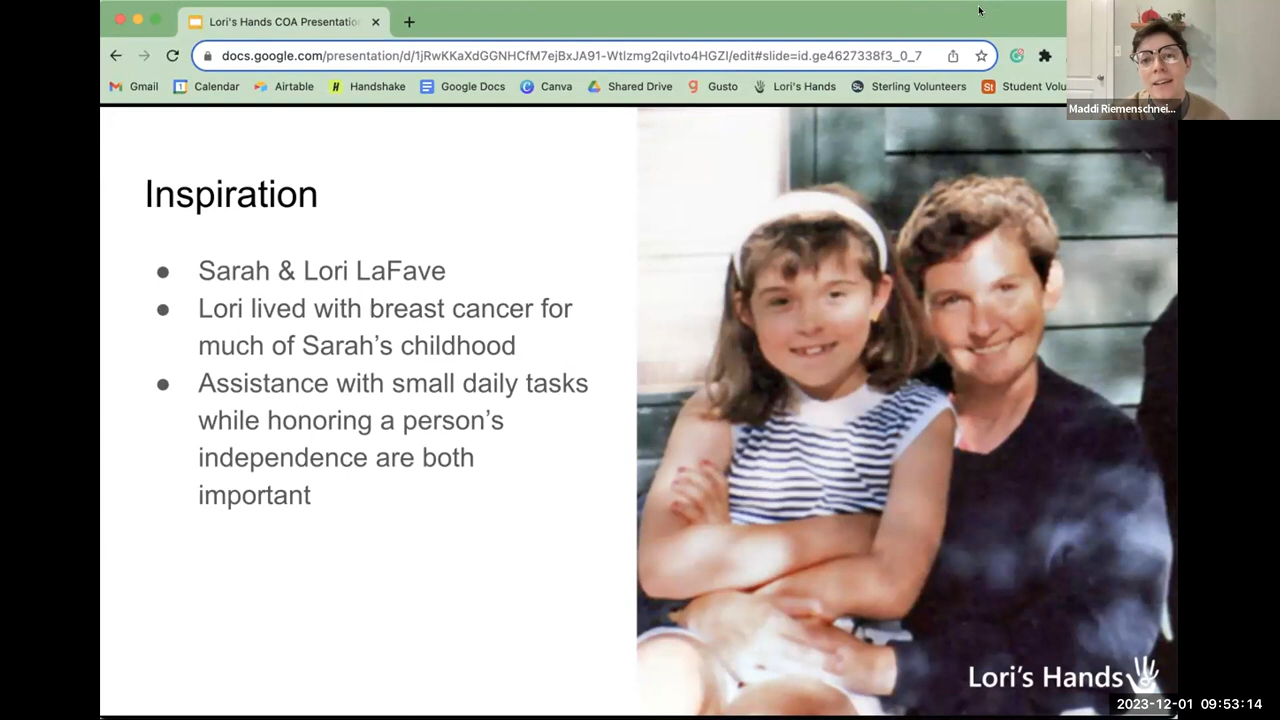 Lori's Hands COA Presentatio
docs.google.com/presentation/d/1jRwKKaXdGGNHCfM7ejBxJA91-WtIzmg2qiIvto4HGZI/edit#slide=id.ge4627338f3_0_7
Gmail
Calendar
Airtable
Handshake
Google Docs
Canva
Shared Drive
Gusto
Lori's Hands
Sterling Volunteers
Student Volu
Maddi Riemenschnei...
Inspiration
● Sarah & Lori LaFave
● Lori lived with breast cancer for
much of Sarah's childhood
● Assistance with small daily tasks
while honoring a person's
independence are both
important
Lori's Hands
2023-12-01 09:53:14